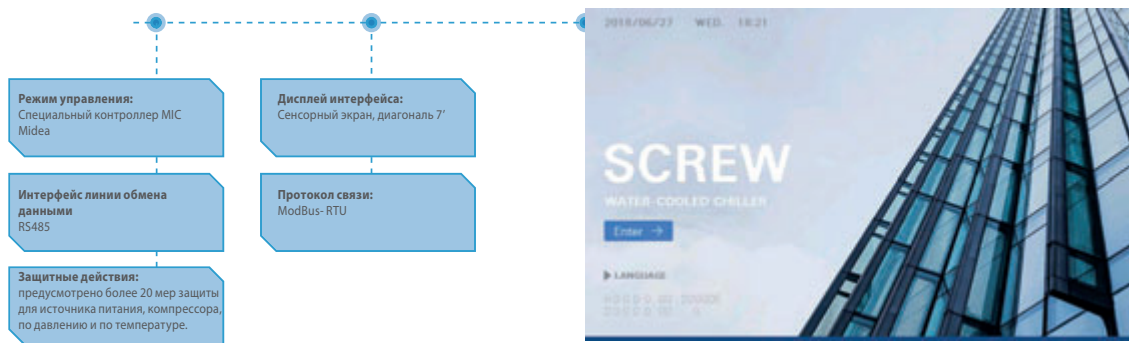 Режим управления:
Специальный контроллер MIC
Midea
Интерфейс линии обмена
данными
RS485
Защитные действия:
предусмотрено более 20 мер защиты
для источника питания, компрессора,
по давлению и по температуре.
Дисплей интерфейса:
Сенсорный экран, диагональ 7’
Протокол связи:
ModBus- RTU
2018/06/27 WED. 18:21
SCREW
WATER-COOLED CHILLER
Enter →
LANGUAGE